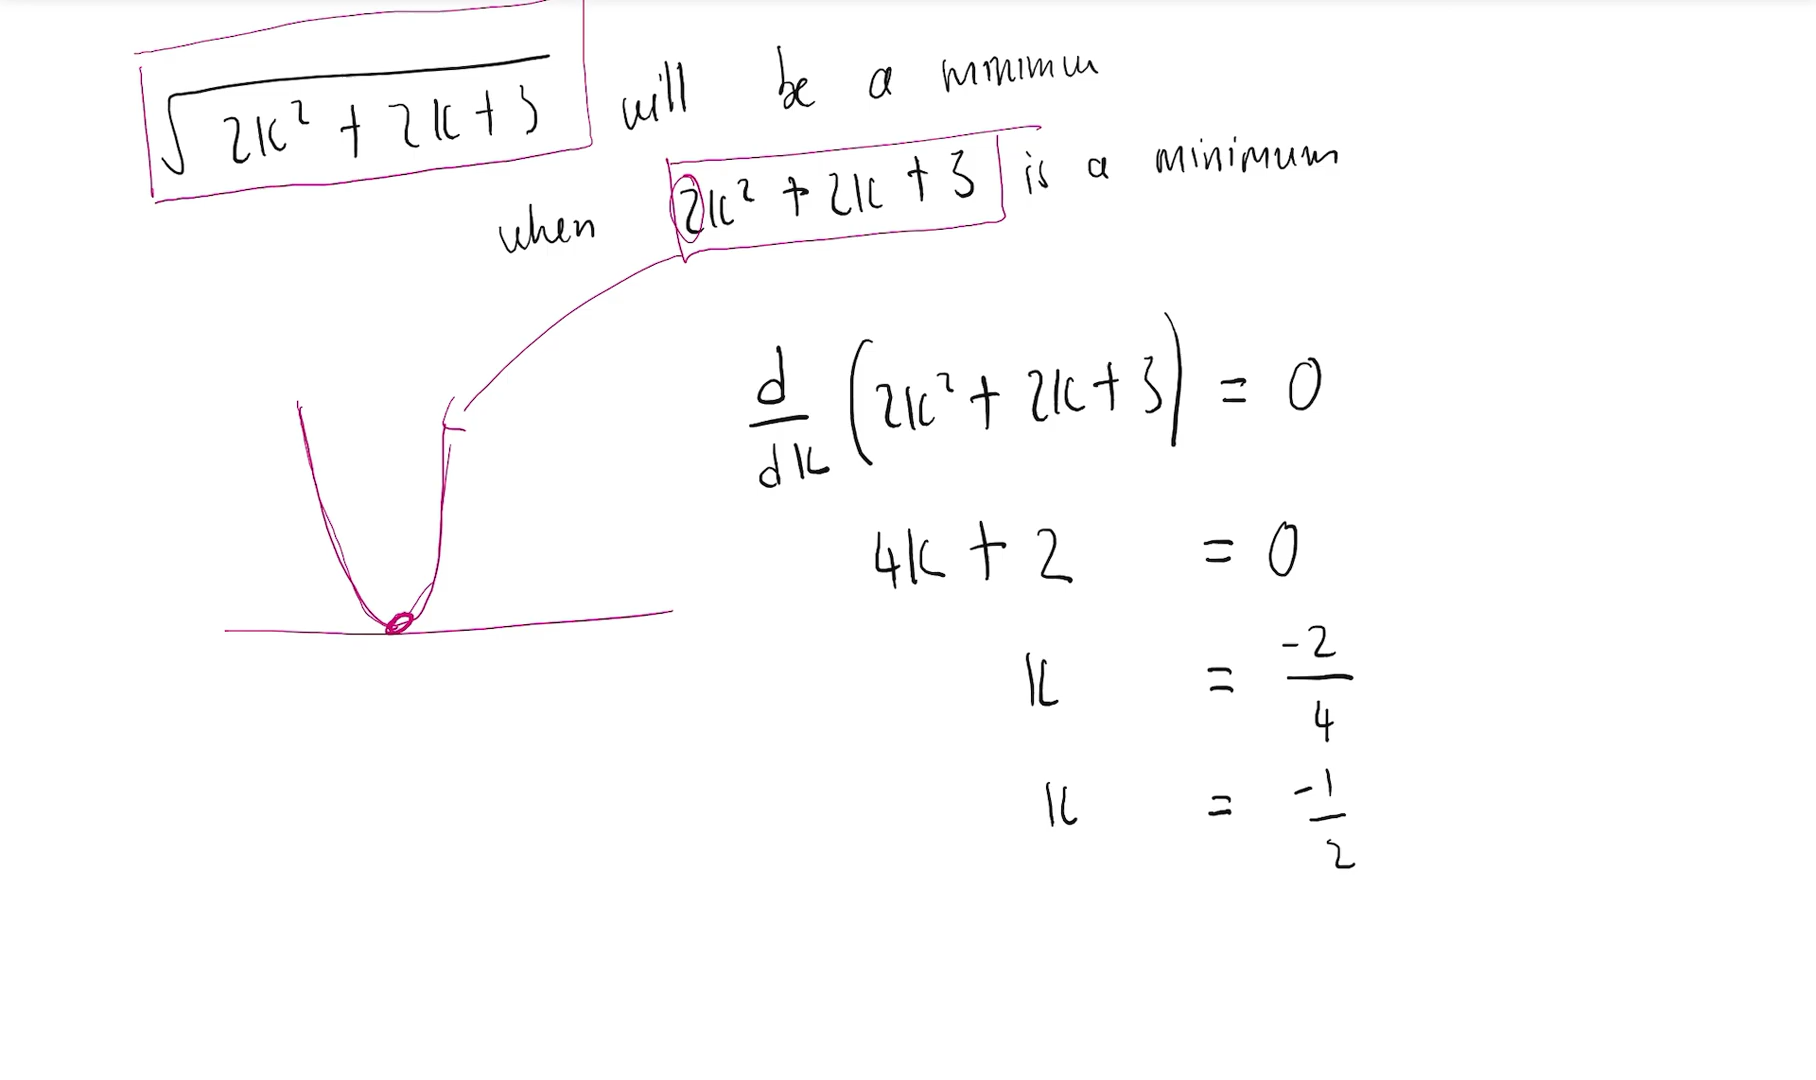 √(2k² + 2k + 3) will be a minimum
when 2k² + 2k + 3 is a minimum
d/dk (2k² + 2k + 3) = 0
4k + 2 = 0
k = -2/4
k = -1/2